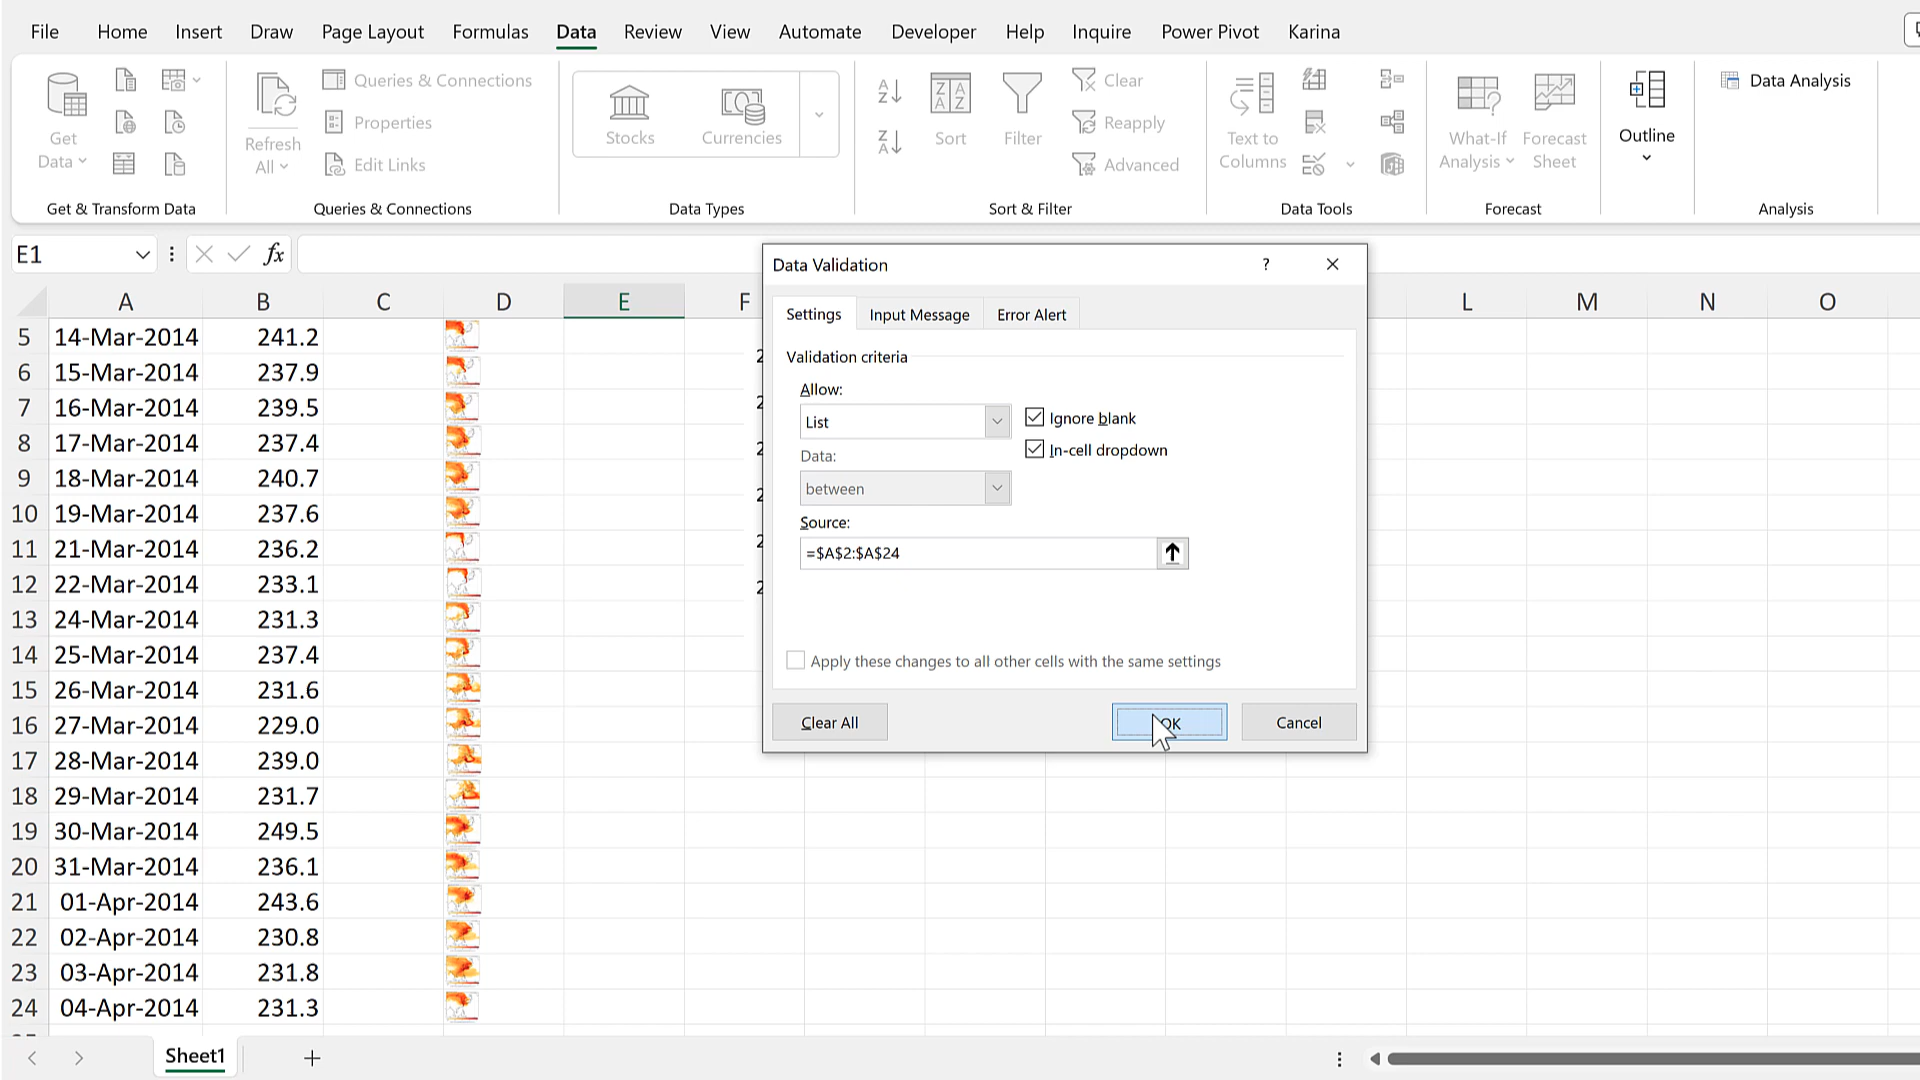 File Home Insert Draw Page Layout Formulas Data Review View Automate Developer Help Inquire Power Pivot Karina
Get Data
Refresh All
Queries & Connections
Properties
Edit Links
Stocks
Currencies
Sort
Filter
Clear
Reapply
Advanced
Text to Columns
What-If Analysis
Forecast Sheet
Outline
Data Analysis
Get & Transform Data
Queries & Connections
Data Types
Sort & Filter
Data Tools
Forecast
Analysis
E1
fx
A B C D E F L M N O
5 14-Mar-2014 241.2
6 15-Mar-2014 237.9
7 16-Mar-2014 239.5
8 17-Mar-2014 237.4
9 18-Mar-2014 240.7
10 19-Mar-2014 237.6
11 21-Mar-2014 236.2
12 22-Mar-2014 233.1
13 24-Mar-2014 231.3
14 25-Mar-2014 237.4
15 26-Mar-2014 231.6
16 27-Mar-2014 229.0
17 28-Mar-2014 239.0
18 29-Mar-2014 231.7
19 30-Mar-2014 249.5
20 31-Mar-2014 236.1
21 01-Apr-2014 243.6
22 02-Apr-2014 230.8
23 03-Apr-2014 231.8
24 04-Apr-2014 231.3
Data Validation ?
Settings Input Message Error Alert
Validation criteria
Allow:
List
Ignore blank
In-cell dropdown
Data:
between
Source:
=$A$2:$A$24
Apply these changes to all other cells with the same settings
Clear All OK Cancel
Sheet1